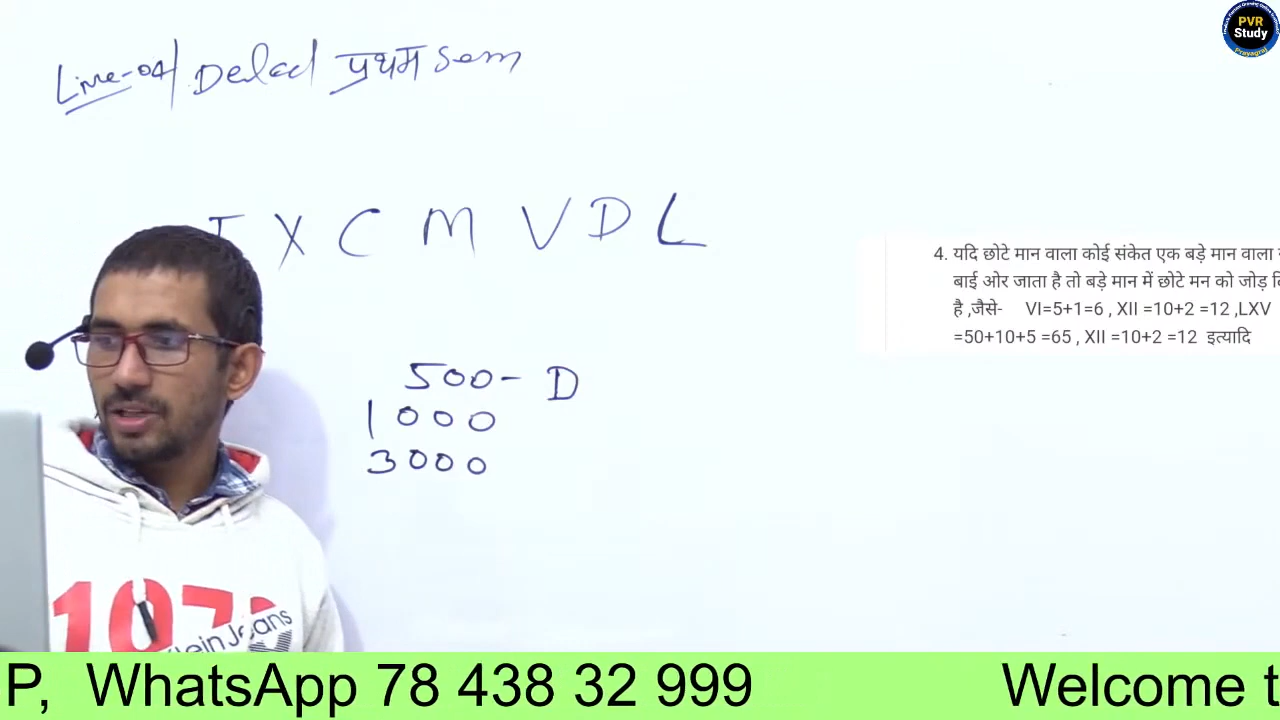 Live-04 Deled प्रथम Sem
PVR
Study
Prayagraj
I X C M V D L
4. यदि छोटे मान वाला कोई संकेत एक बड़े मान वाला
बाई ओर जाता है तो बड़े मान में छोटे मन को जोड़
है ,जैसे- VI=5+1=6 , XII =10+2 =12 ,LXV
=50+10+5 =65 , XII =10+2 =12 इत्यादि
500- D
1000
3000
P, WhatsApp 78 438 32 999
Welcome t